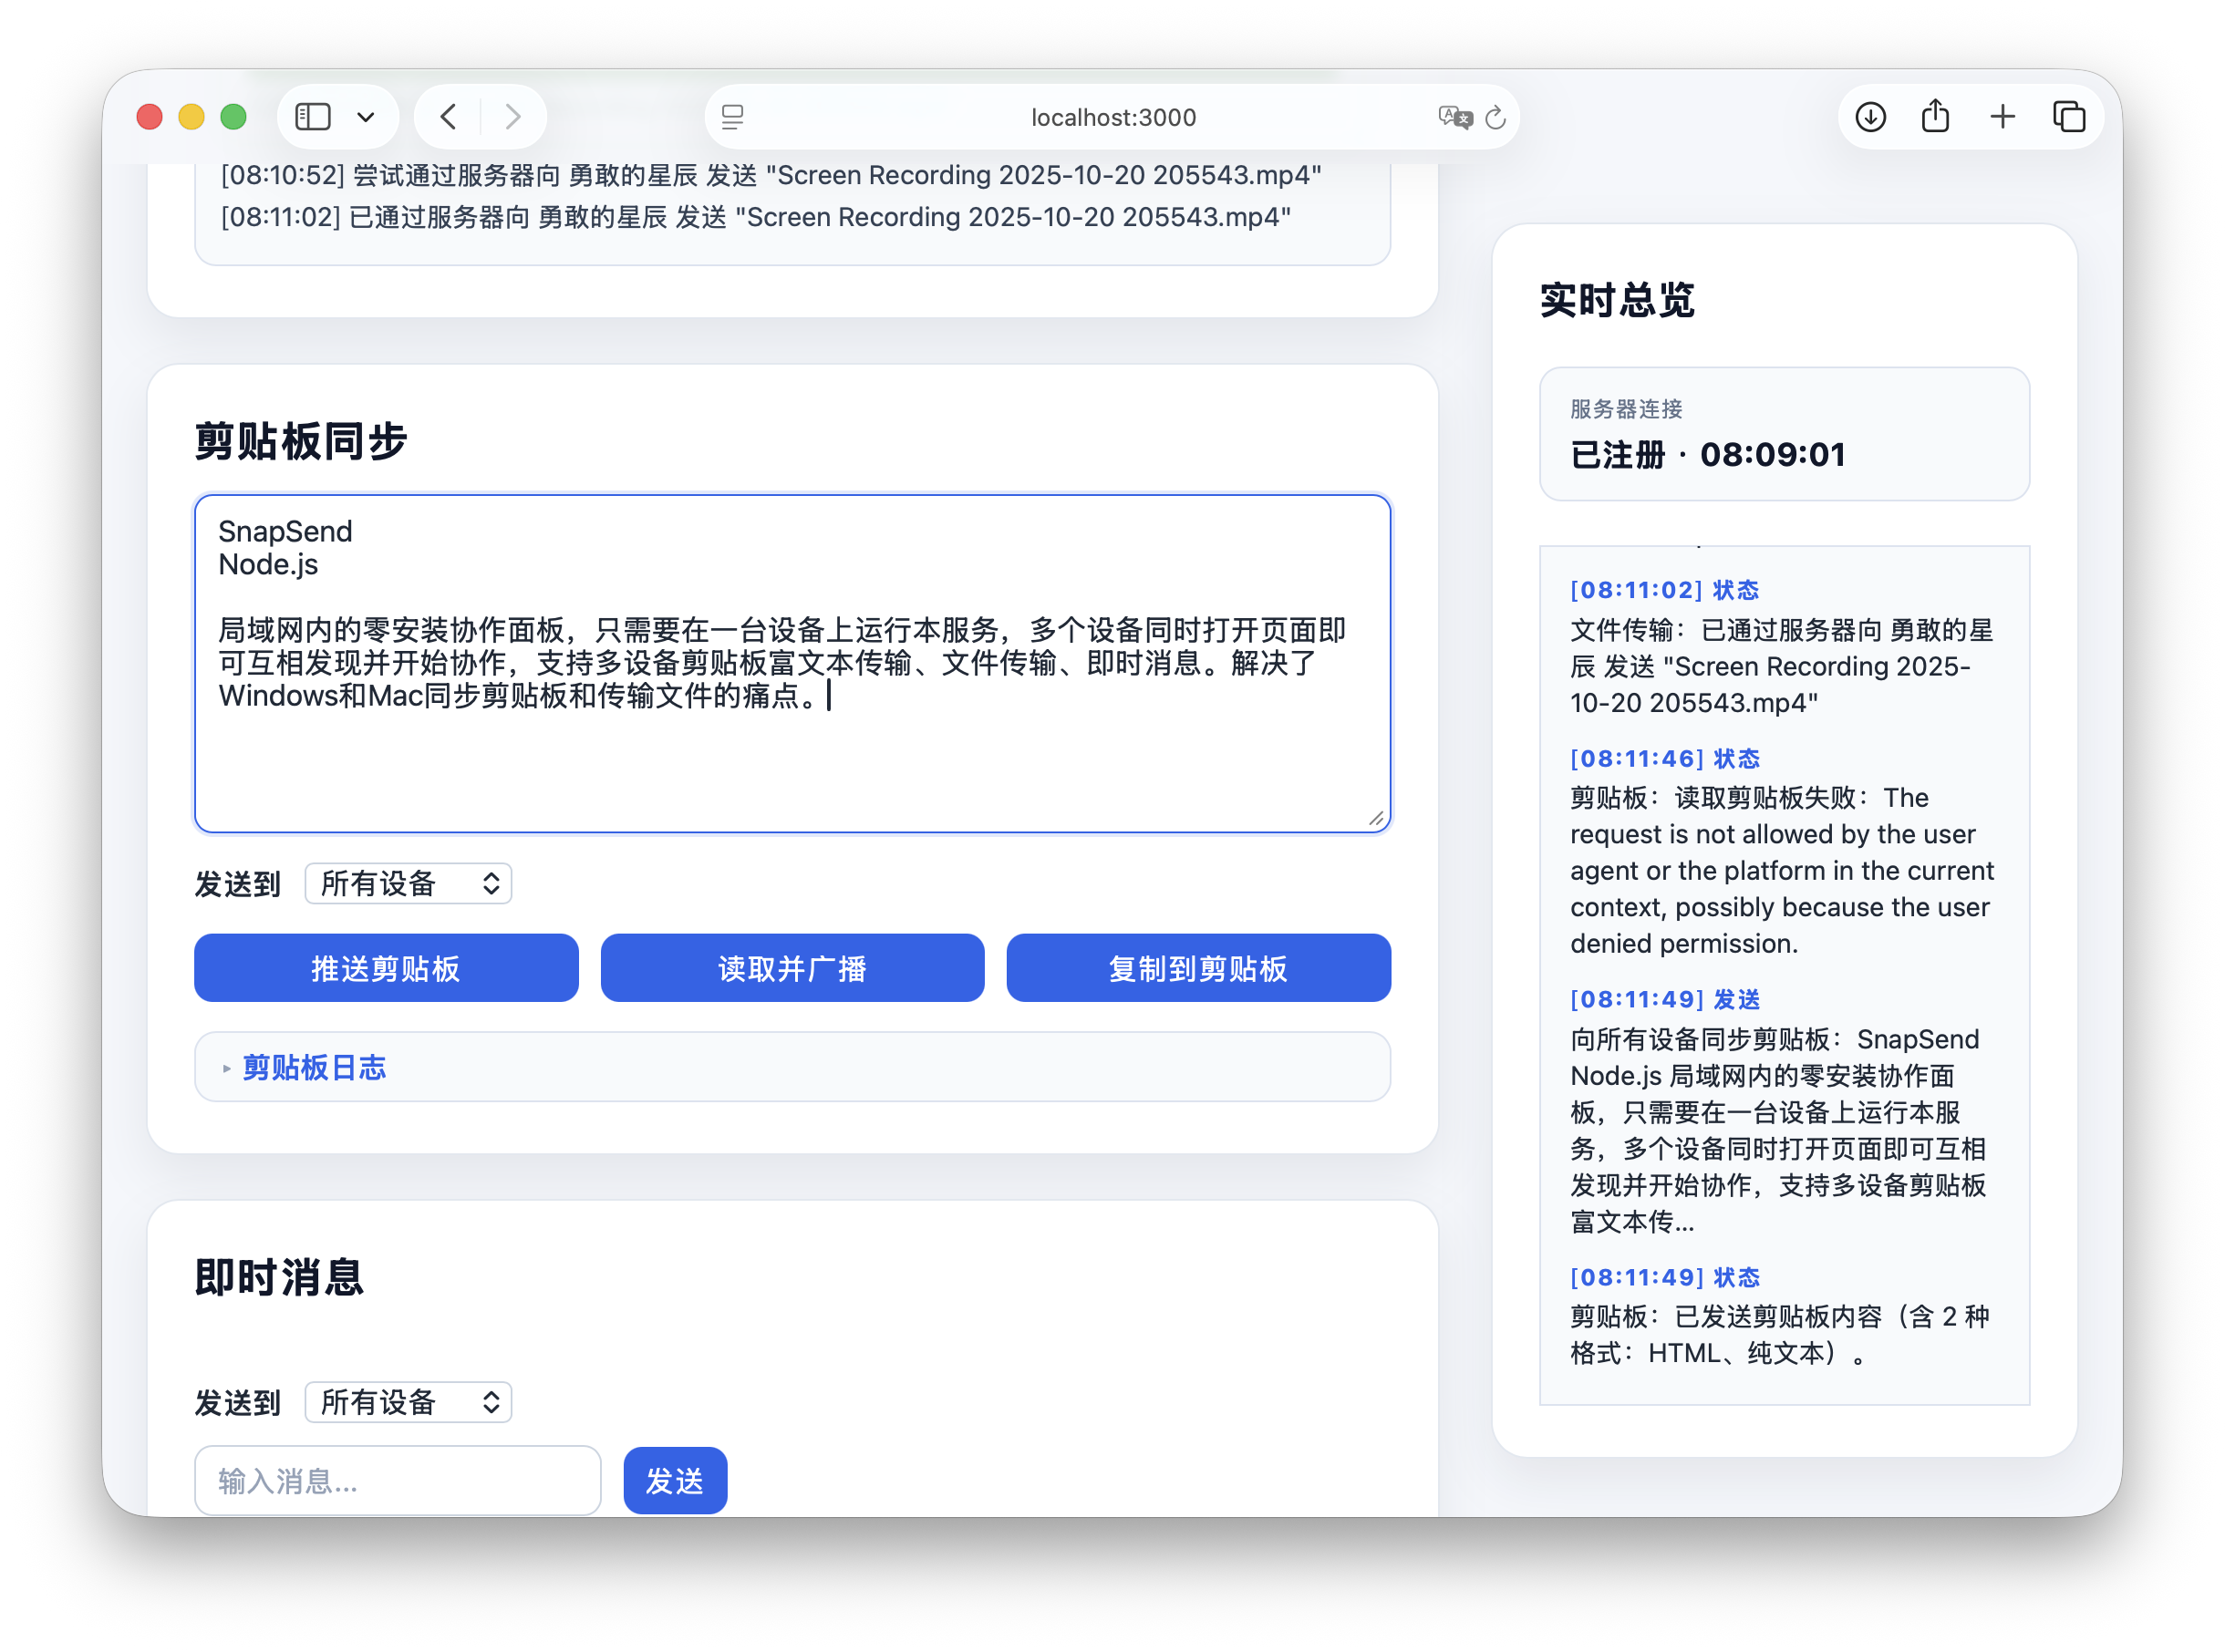 localhost:3000
[08:10:52] 尝试通过服务器向 勇敢的星辰 发送 "Screen Recording 2025-10-20 205543.mp4"
[08:11:02] 已通过服务器向 勇敢的星辰 发送 "Screen Recording 2025-10-20 205543.mp4"
剪贴板同步
SnapSend
Node.js
局域网内的零安装协作面板，只需要在一台设备上运行本服务，多个设备同时打开页面即
可互相发现并开始协作，支持多设备剪贴板富文本传输、文件传输、即时消息。解决了
Windows和Mac同步剪贴板和传输文件的痛点。
发送到 所有设备
推送剪贴板 读取并广播 复制到剪贴板
剪贴板日志
即时消息
发送到 所有设备
输入消息... 发送
实时总览
服务器连接
已注册 · 08:09:01
[08:11:02] 状态
文件传输：已通过服务器向 勇敢的星
辰 发送 "Screen Recording 2025-
10-20 205543.mp4"
[08:11:46] 状态
剪贴板：读取剪贴板失败：The
request is not allowed by the user
agent or the platform in the current
context, possibly because the user
denied permission.
[08:11:49] 发送
向所有设备同步剪贴板：SnapSend
Node.js 局域网内的零安装协作面
板，只需要在一台设备上运行本服
务，多个设备同时打开页面即可互相
发现并开始协作，支持多设备剪贴板
富文本传...
[08:11:49] 状态
剪贴板：已发送剪贴板内容（含 2 种
格式：HTML、纯文本）。